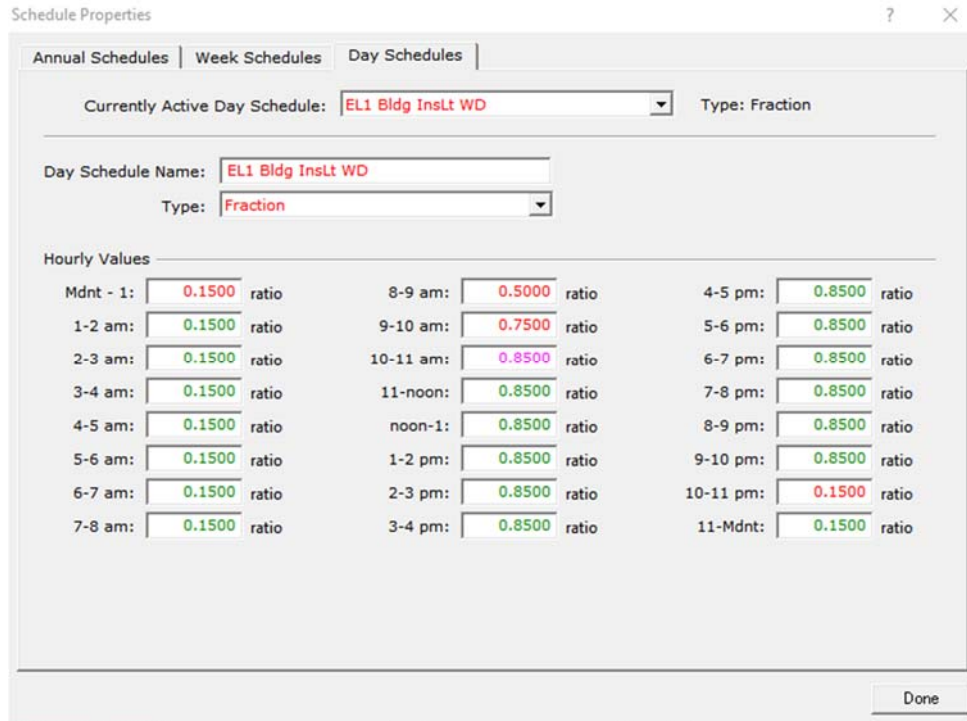 Schedule Properties ? ×
Annual Schedules Week Schedules Day Schedules
Currently Active Day Schedule: EL1 Bldg InsLt WD Type: Fraction
Day Schedule Name: EL1 Bldg InsLt WD
Type: Fraction
Hourly Values
Mdnt - 1: 0.1500 ratio 8-9 am: 0.5000 ratio 4-5 pm: 0.8500 ratio
1-2 am: 0.1500 ratio 9-10 am: 0.7500 ratio 5-6 pm: 0.8500 ratio
2-3 am: 0.1500 ratio 10-11 am: 0.8500 ratio 6-7 pm: 0.8500 ratio
3-4 am: 0.1500 ratio 11-noon: 0.8500 ratio 7-8 pm: 0.8500 ratio
4-5 am: 0.1500 ratio noon-1: 0.8500 ratio 8-9 pm: 0.8500 ratio
5-6 am: 0.1500 ratio 1-2 pm: 0.8500 ratio 9-10 pm: 0.8500 ratio
6-7 am: 0.1500 ratio 2-3 pm: 0.8500 ratio 10-11 pm: 0.1500 ratio
7-8 am: 0.1500 ratio 3-4 pm: 0.8500 ratio 11-Mdnt: 0.1500 ratio
Done